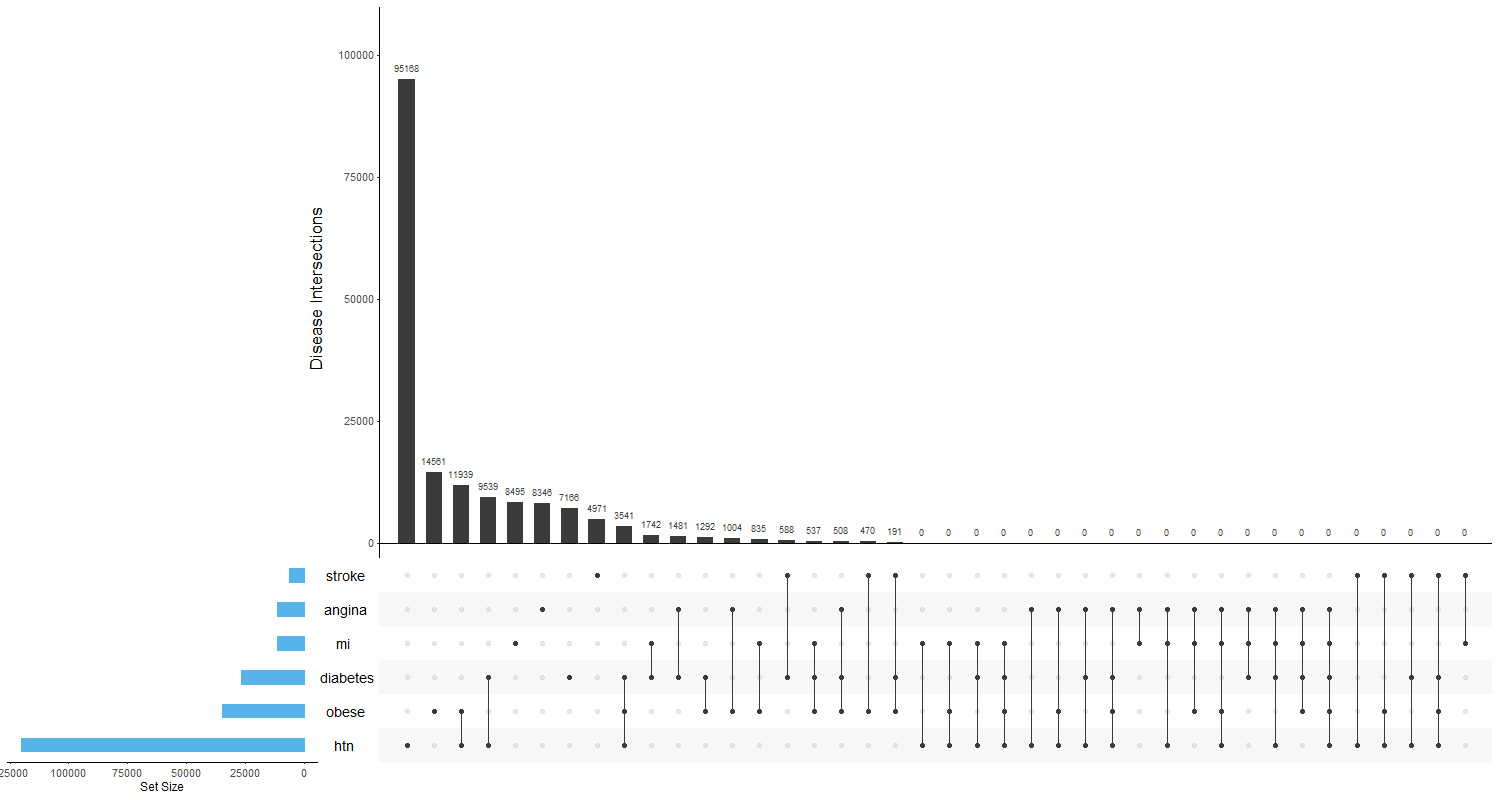 100000
75000
50000
25000
0
Disease Intersections
95168
14561
11939
9539
8495
8346
7166
4971
3541
1742
1481
1292
1004
835
588
537
508
470
191
0 0 0 0 0 0 0 0 0 0 0 0 0 0 0 0 0 0 0 0 0
stroke
angina
mi
diabetes
obese
htn
25000 100000 75000 50000 25000 0
Set Size